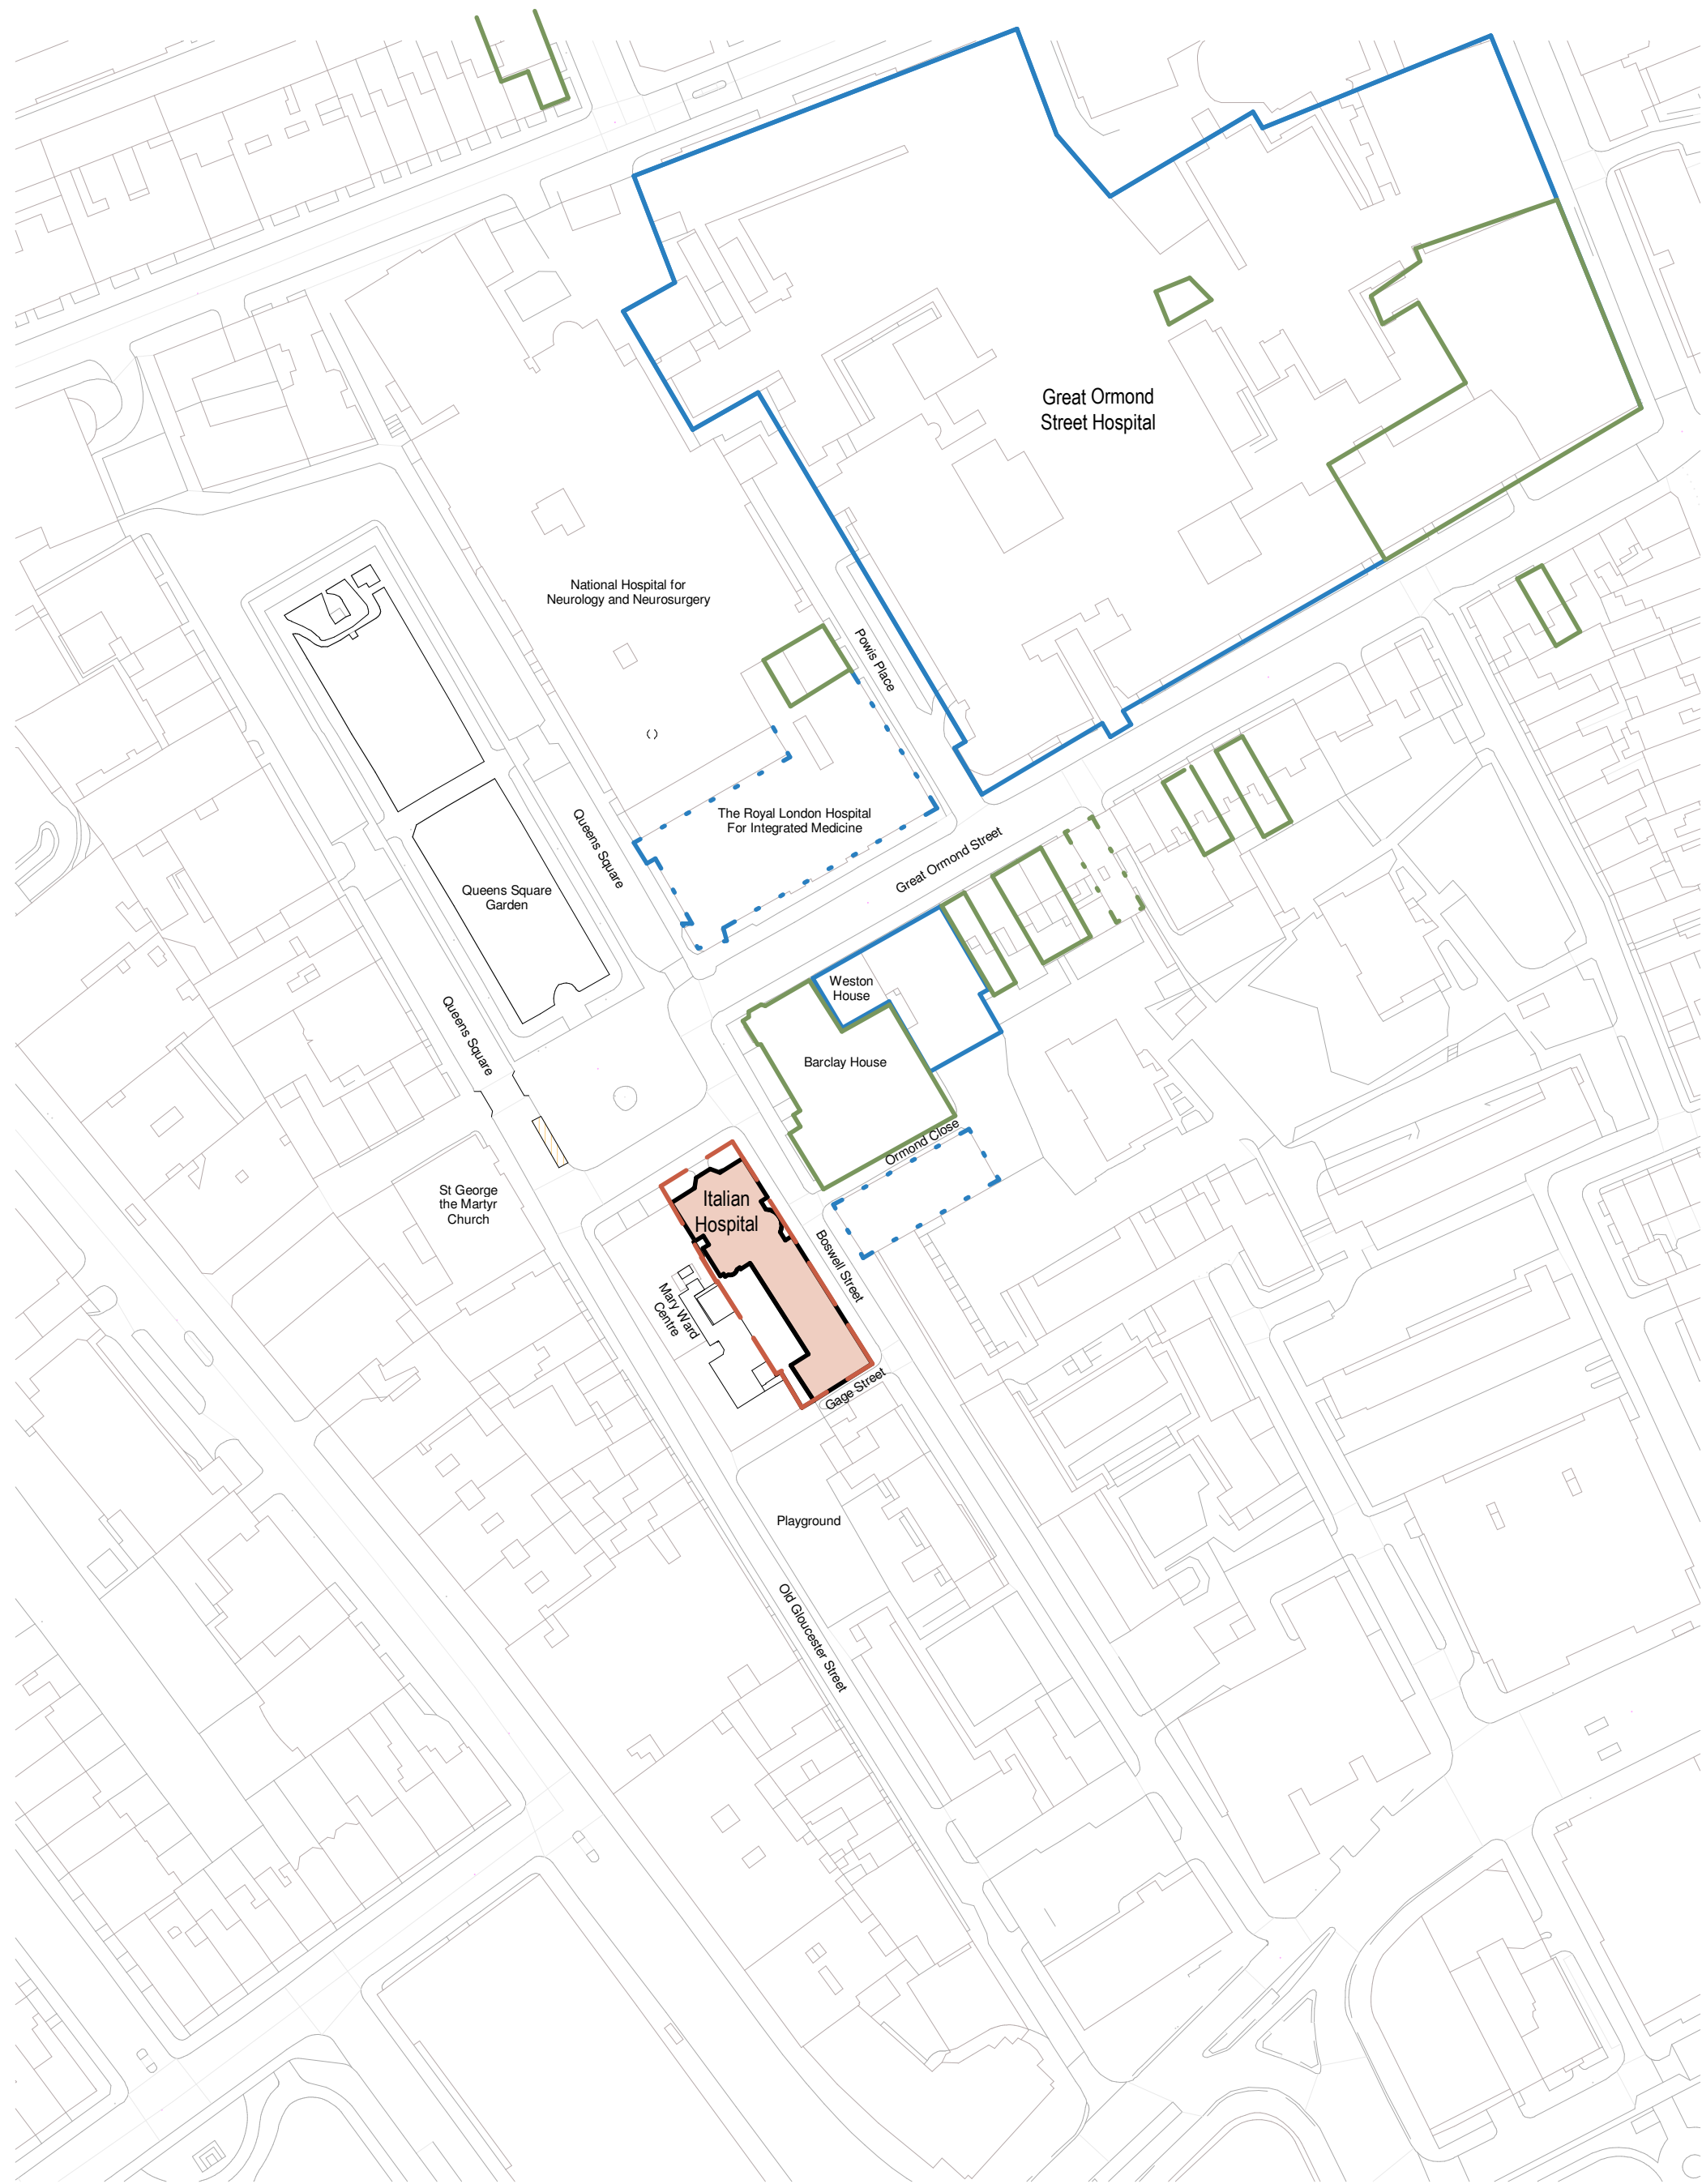 Great Ormond
Street Hospital
National Hospital for
Neurology and Neurosurgery
Powis Place
The Royal London Hospital
For Integrated Medicine
Queens Square
Great Ormond Street
Queens Square
Garden
Weston
House
Queens Square
Barclay House
Ormond Close
St George
the Martyr
Church
Italian
Hospital
Boswell Street
Mary Ward
Centre
Gage Street
Playground
Old Gloucester Street